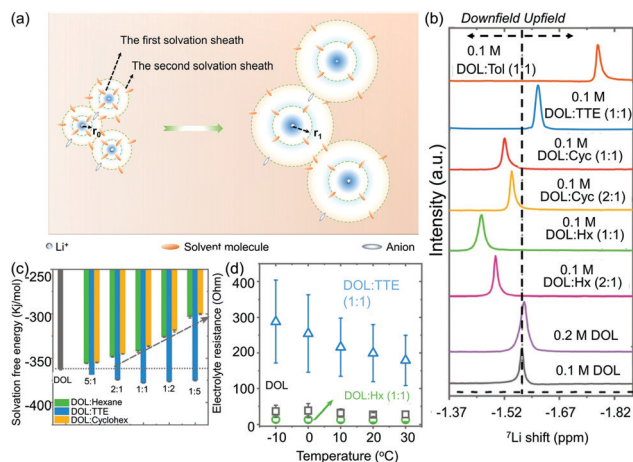 (a)
The first solvation sheath
The second solvation sheath
r₀
r₁
Li⁺
Solvent molecule
Anion
(b)
Downfield Upfield
0.1 M
DOL:Tol (1:1)
0.1 M
DOL:TTE (1:1)
0.1 M
DOL:Cyc (1:1)
0.1 M
DOL:Cyc (2:1)
0.1 M
DOL:Hx (1:1)
0.1 M
DOL:Hx (2:1)
0.2 M DOL
0.1 M DOL
Intensity (a.u.)
-1.37 -1.52 -1.67 -1.82
⁷Li shift (ppm)
(c)
Solvation free energy (KJ/mol)
-250
-300
-350
-400
DOL
5:1
2:1
1:1
1:2
1:5
DOL:Hexane
DOL:TTE
DOL:Cyclohex
(d)
Electrolyte resistance (Ohm)
600
400
200
0
DOL:TTE
(1:1)
DOL
DOL:Hx (1:1)
-10 0 10 20 30
Temperature (°C)